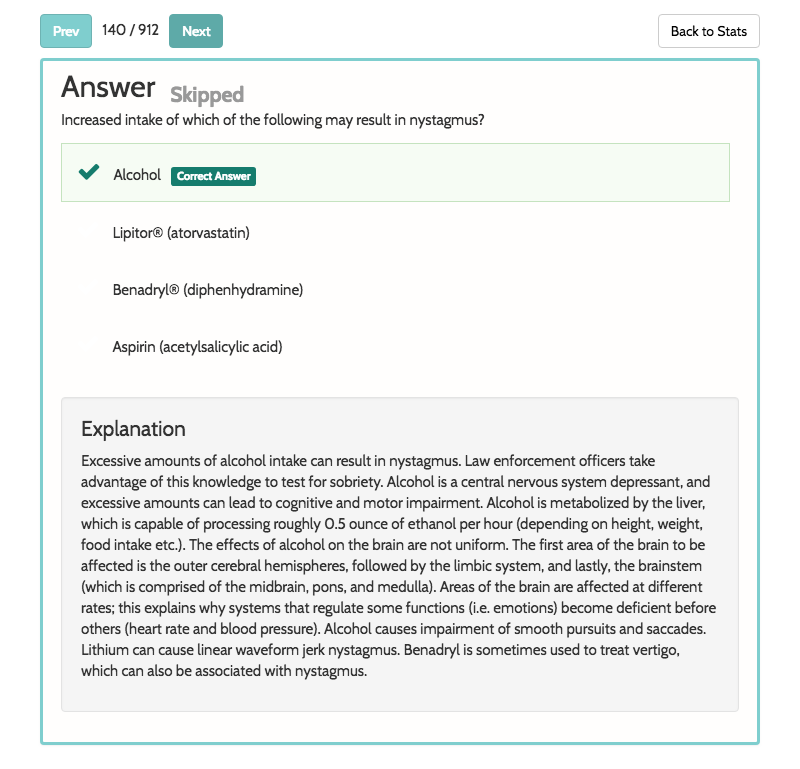 Prev 140 / 912 Next Back to Stats
Answer Skipped
Increased intake of which of the following may result in nystagmus?
Alcohol Correct Answer
Lipitor® (atorvastatin)
Benadryl® (diphenhydramine)
Aspirin (acetylsalicylic acid)
Explanation
Excessive amounts of alcohol intake can result in nystagmus. Law enforcement officers take
advantage of this knowledge to test for sobriety. Alcohol is a central nervous system depressant, and
excessive amounts can lead to cognitive and motor impairment. Alcohol is metabolized by the liver,
which is capable of processing roughly 0.5 ounce of ethanol per hour (depending on height, weight,
food intake etc.). The effects of alcohol on the brain are not uniform. The first area of the brain to be
affected is the outer cerebral hemispheres, followed by the limbic system, and lastly, the brainstem
(which is comprised of the midbrain, pons, and medulla). Areas of the brain are affected at different
rates; this explains why systems that regulate some functions (i.e. emotions) become deficient before
others (heart rate and blood pressure). Alcohol causes impairment of smooth pursuits and saccades.
Lithium can cause linear waveform jerk nystagmus. Benadryl is sometimes used to treat vertigo,
which can also be associated with nystagmus.